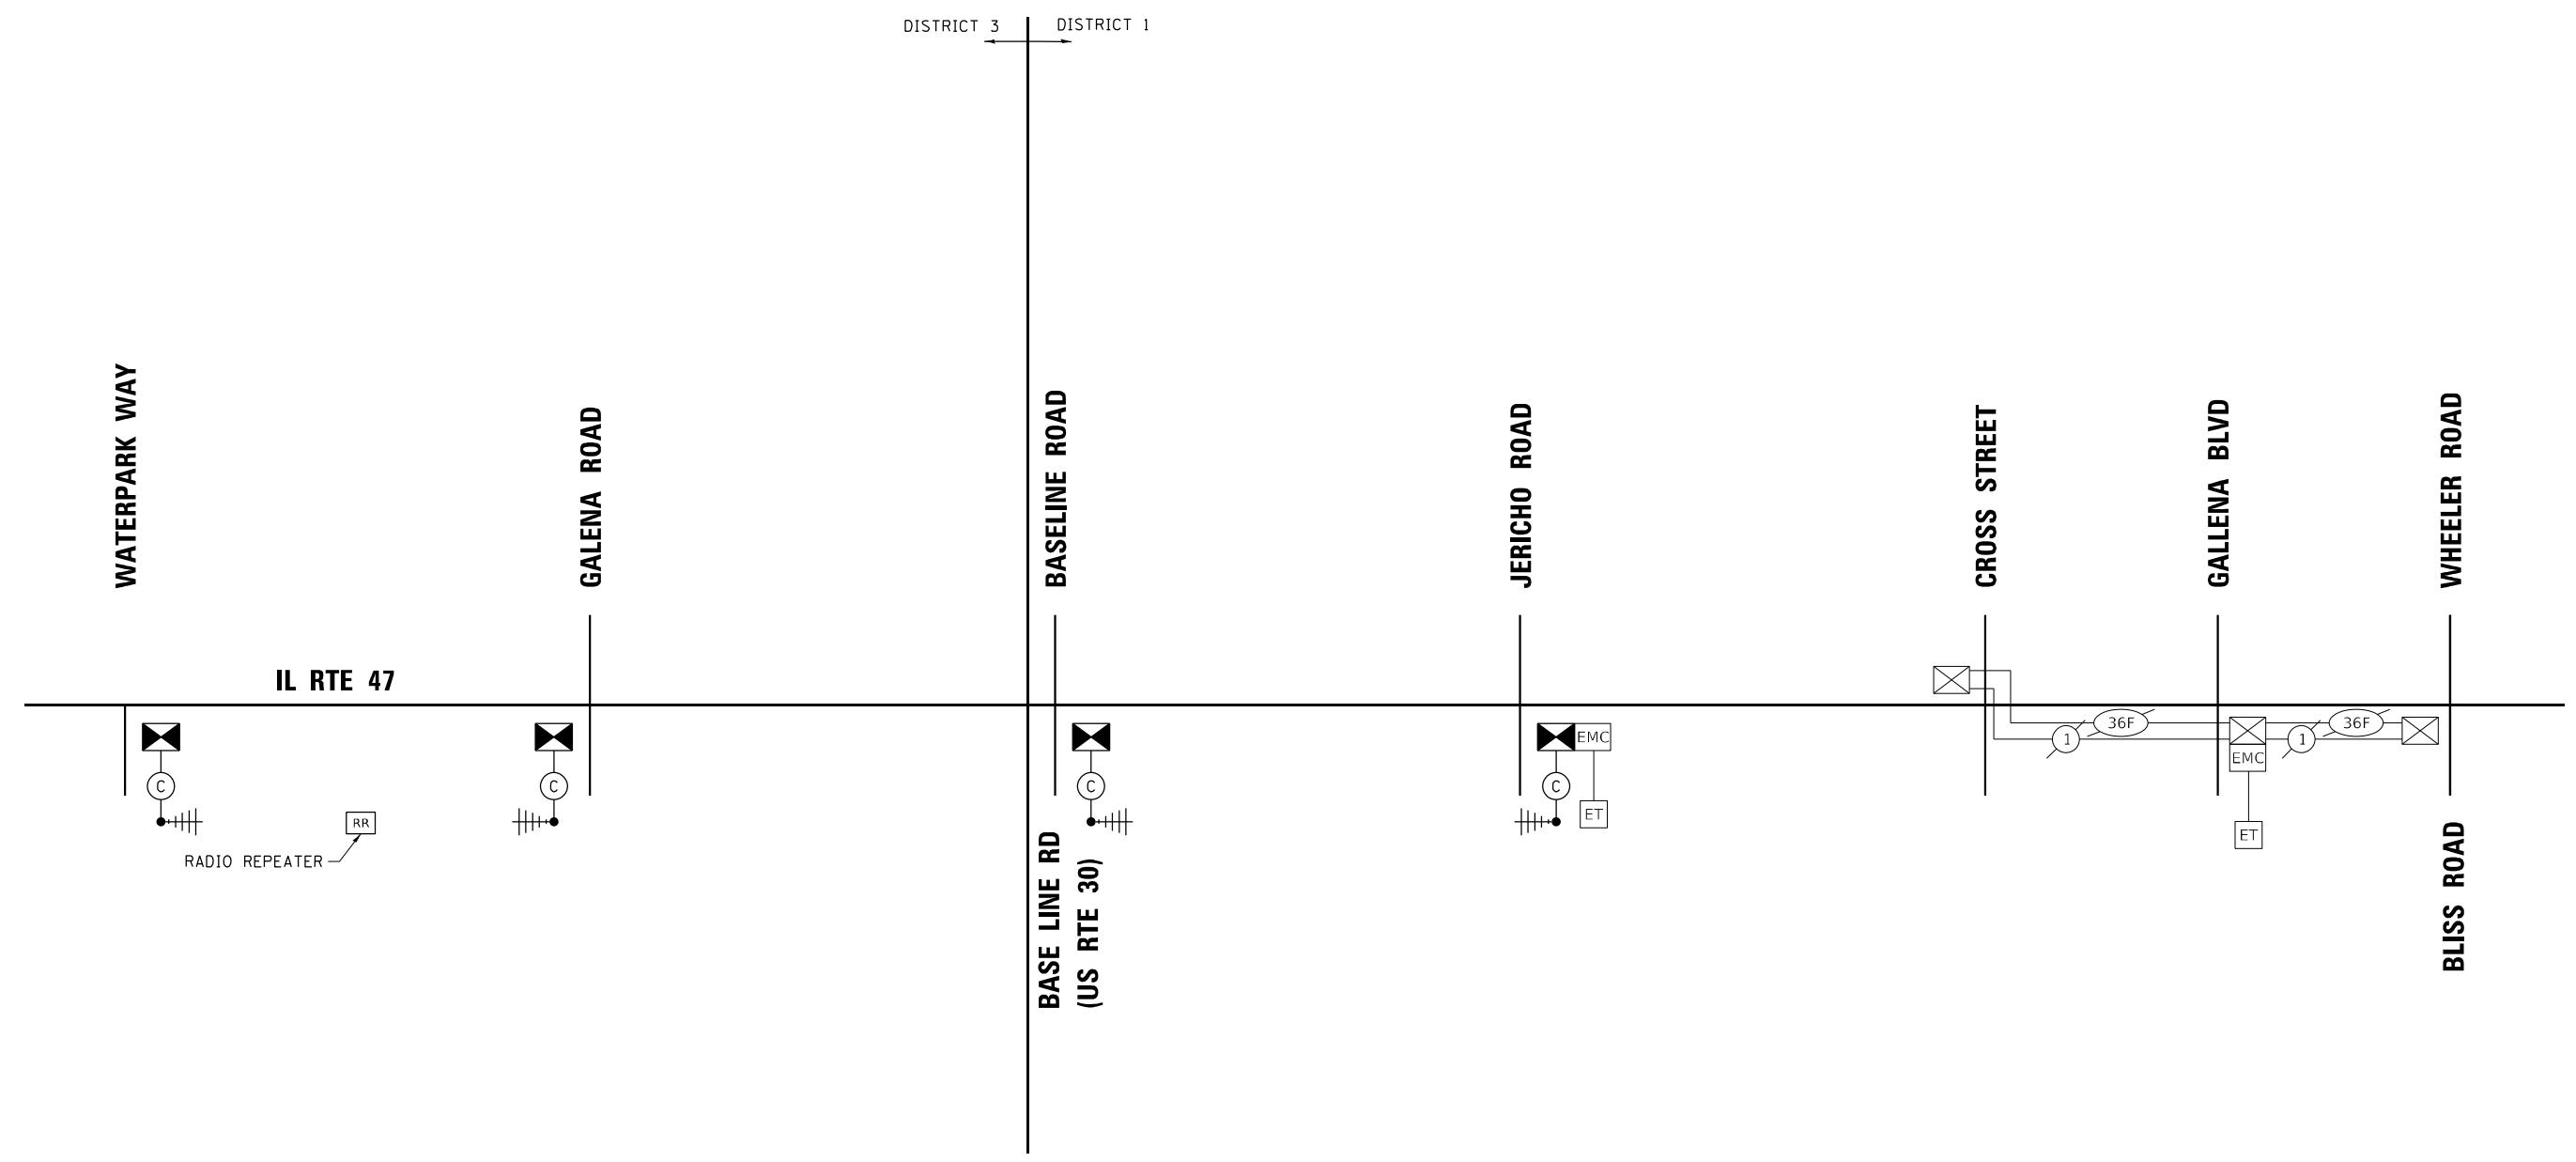 DISTRICT 3
DISTRICT 1
WATERPARK WAY
GALENA ROAD
BASELINE ROAD
JERICHO ROAD
CROSS STREET
GALLENA BLVD
WHEELER ROAD
IL RTE 47
36F
36F
1
1
EMC
EMC
C
C
C
C
RR
ET
ET
RADIO REPEATER
BASE LINE RD
(US RTE 30)
BLISS ROAD